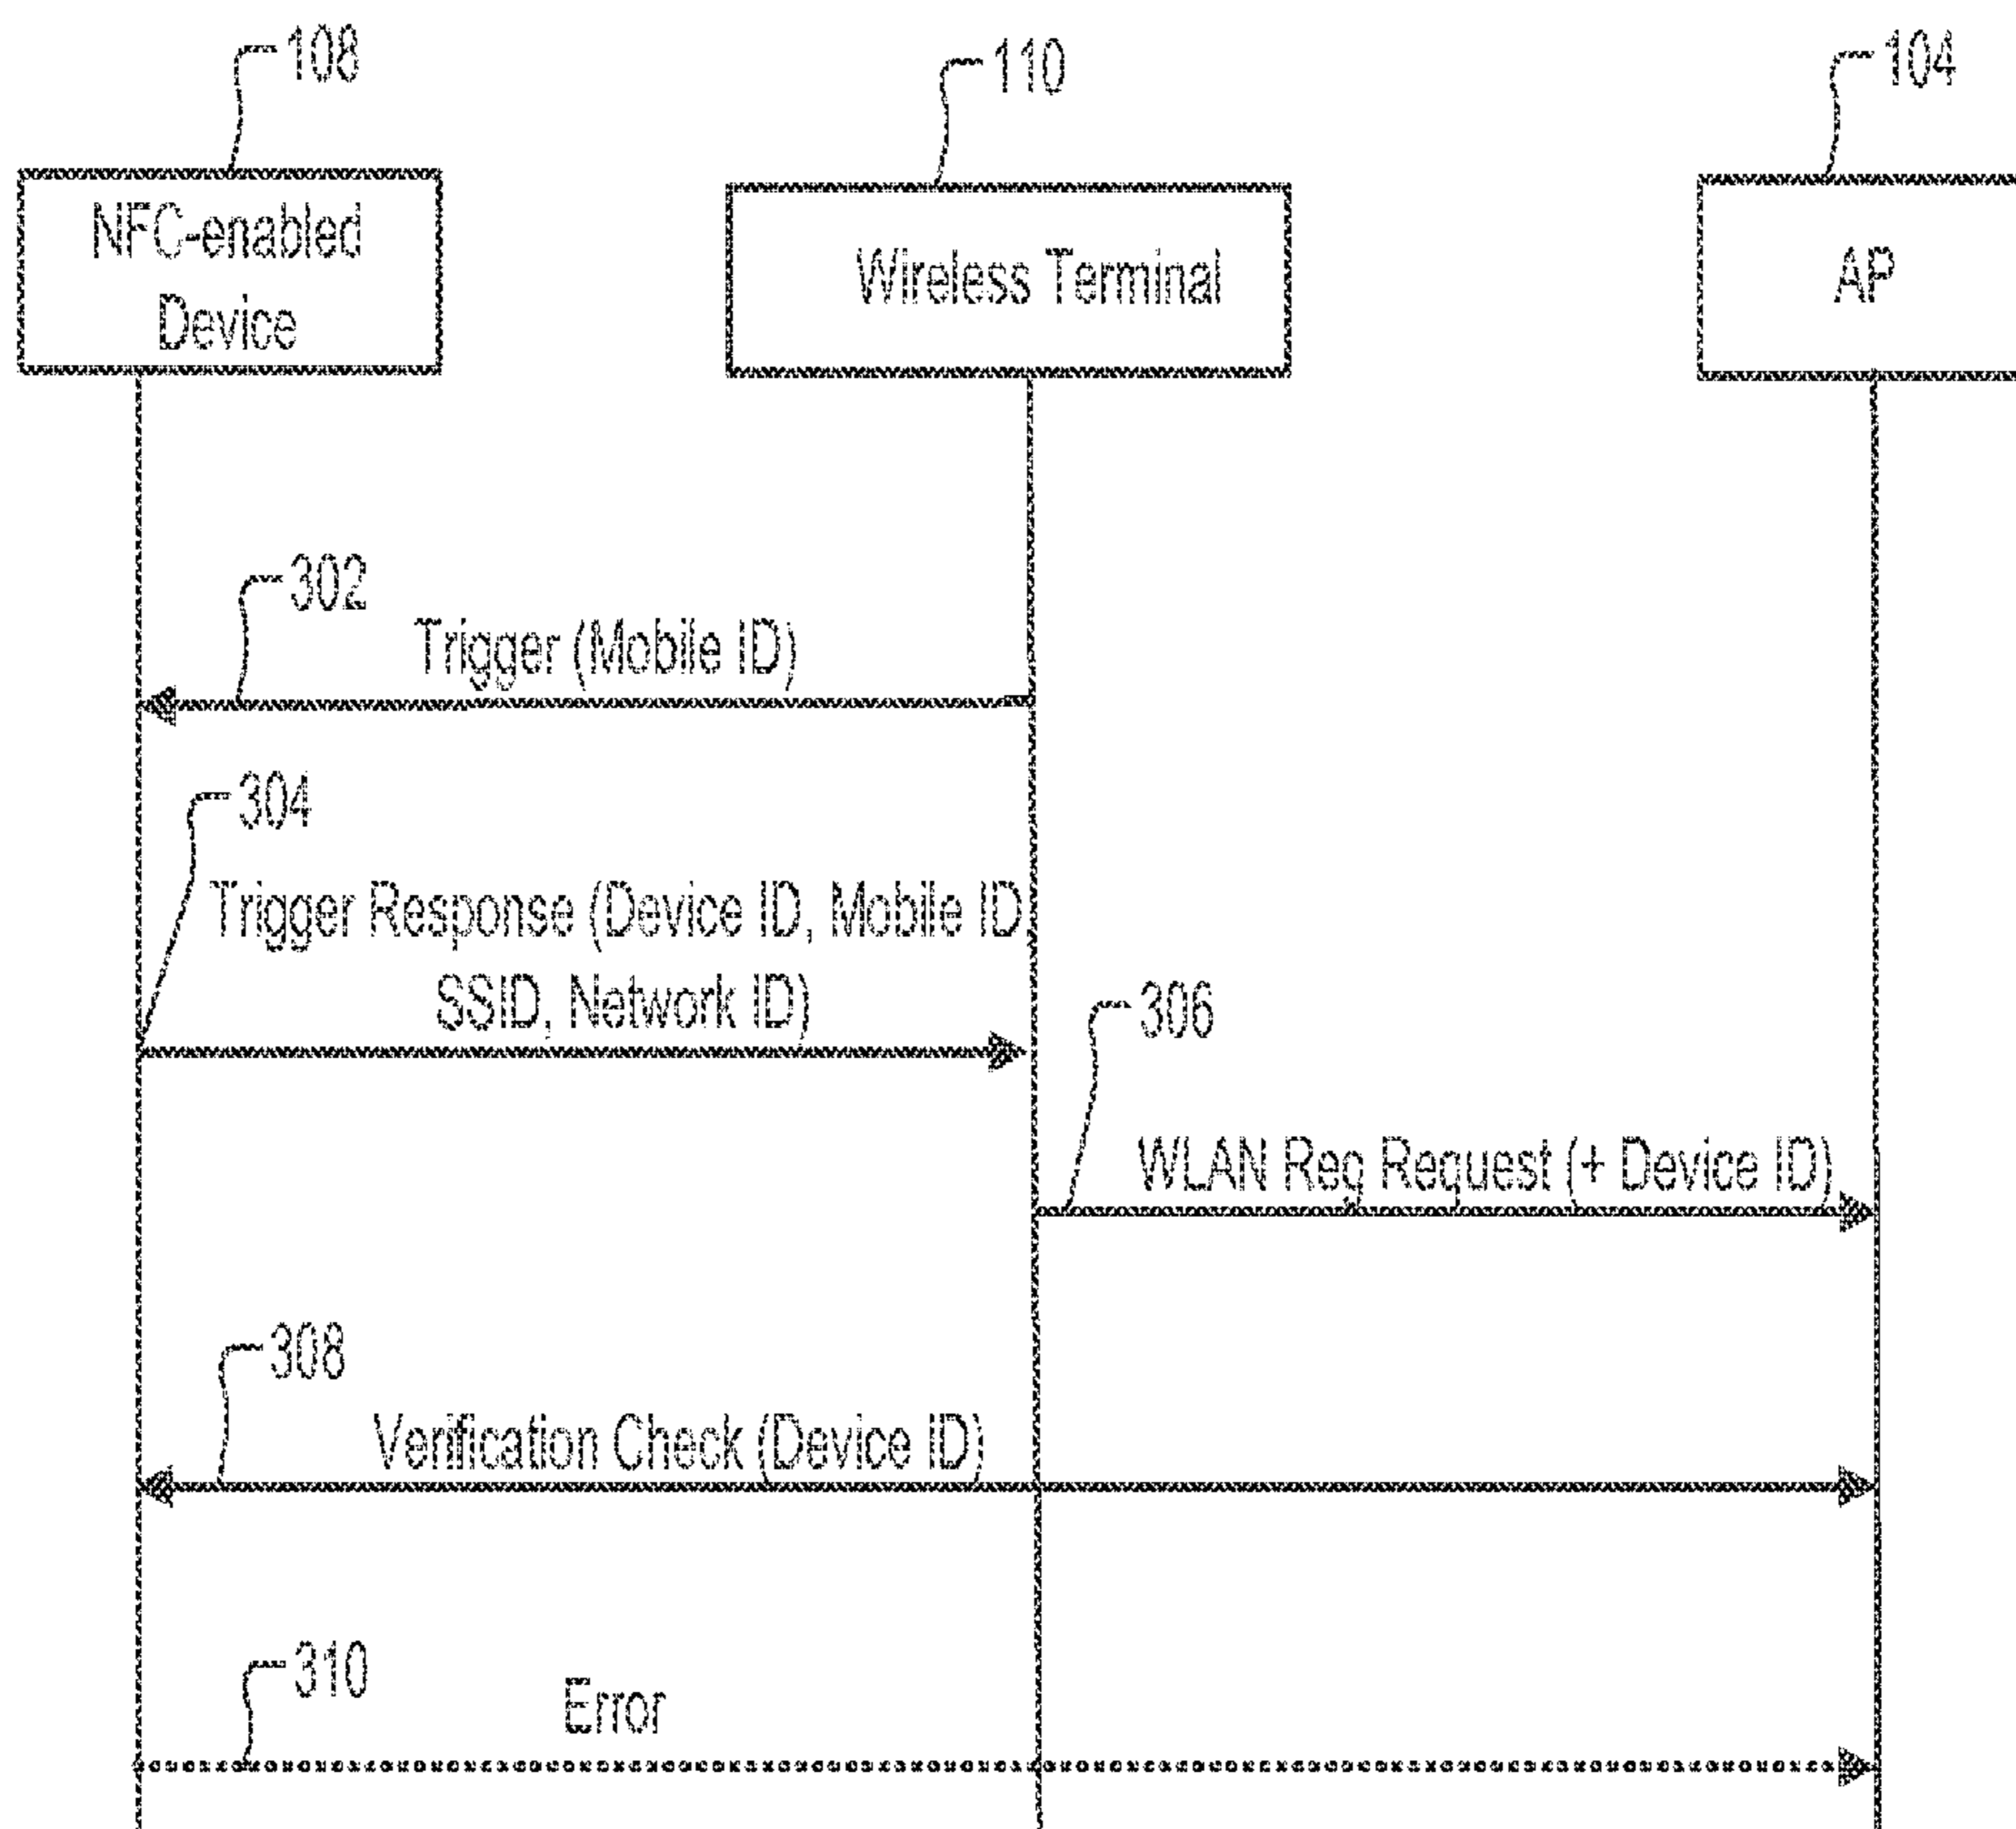 108
110
104
NFC-enabled
Device
Wireless Terminal
AP
302
Trigger (Mobile ID)
304
Trigger Response (Device ID, Mobile ID
SSID, Network ID)
306
WLAN Reg Request (+ Device ID)
308
Verification Check (Device ID)
310
Error